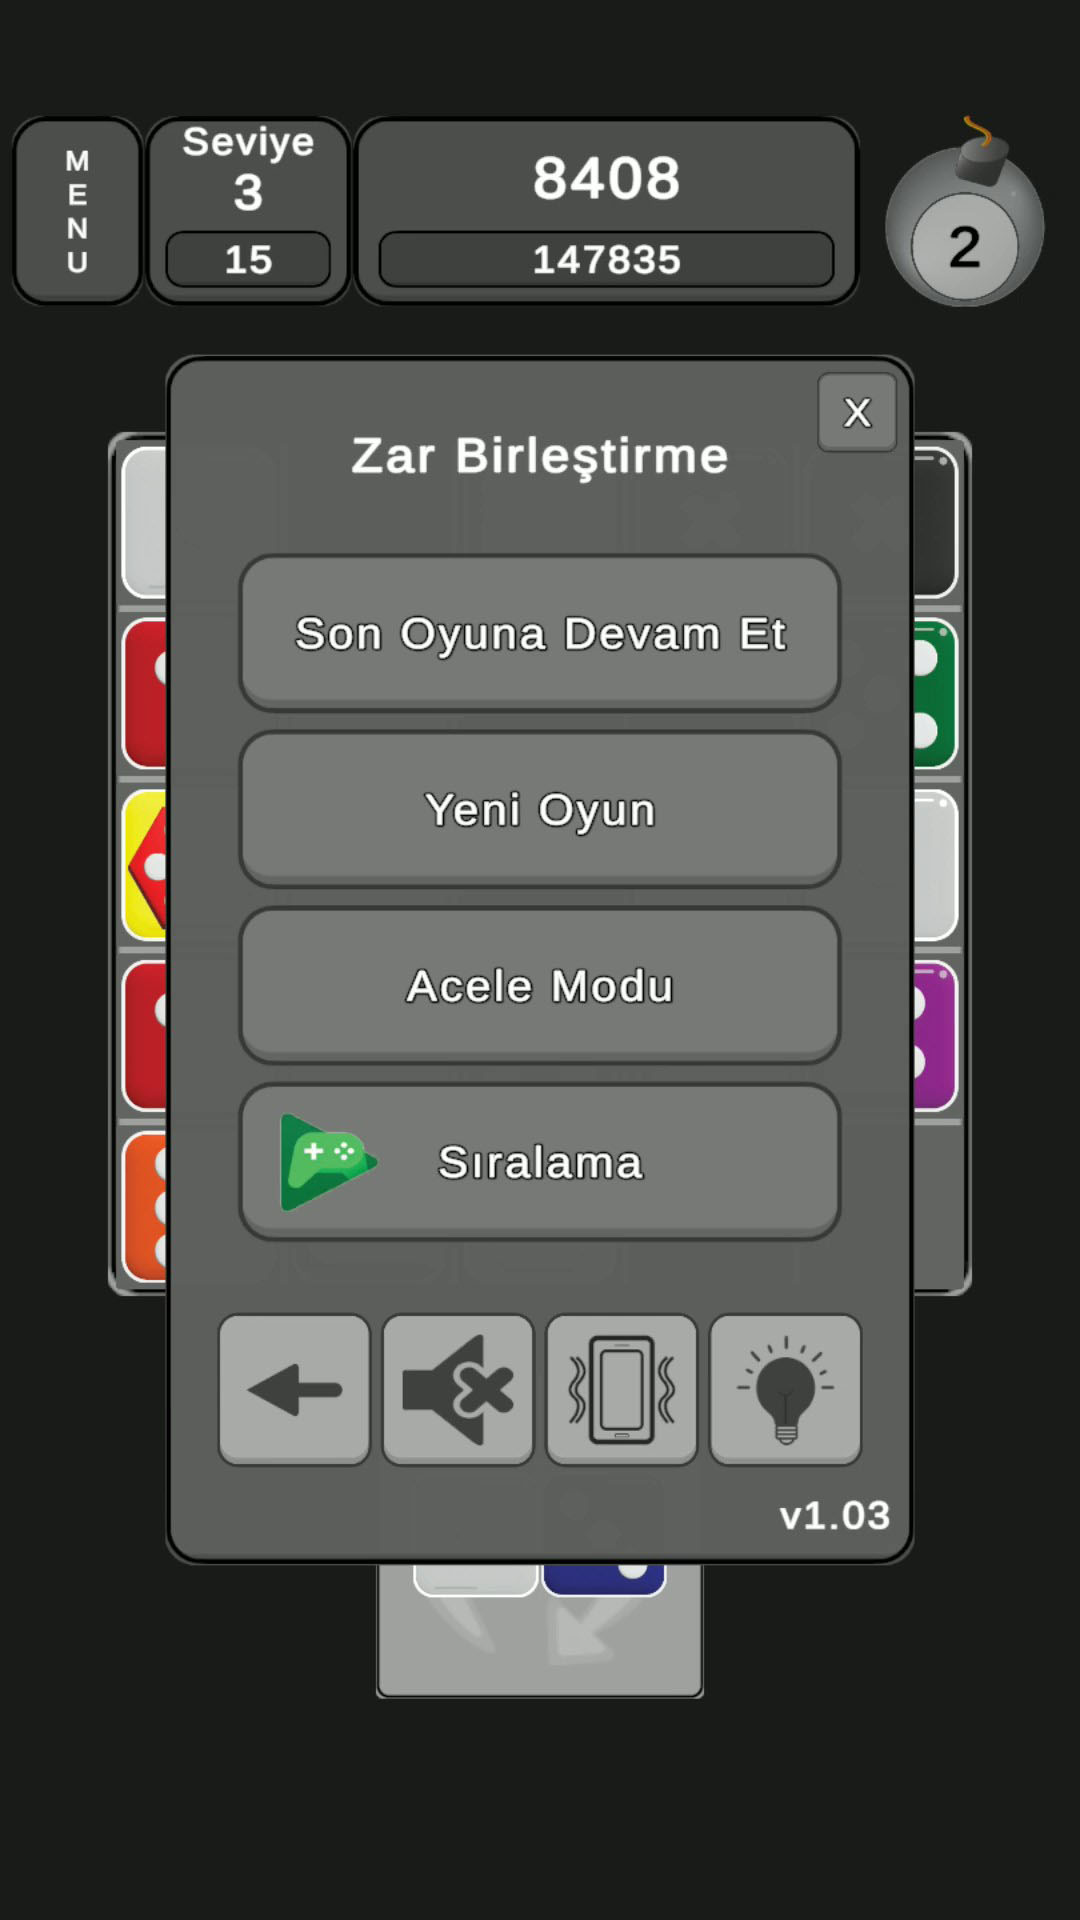 MENU
Seviye
3
15
8408
147835
2
X
Zar Birleştirme
Son Oyuna Devam Et
Yeni Oyun
Acele Modu
Sıralama
v1.03